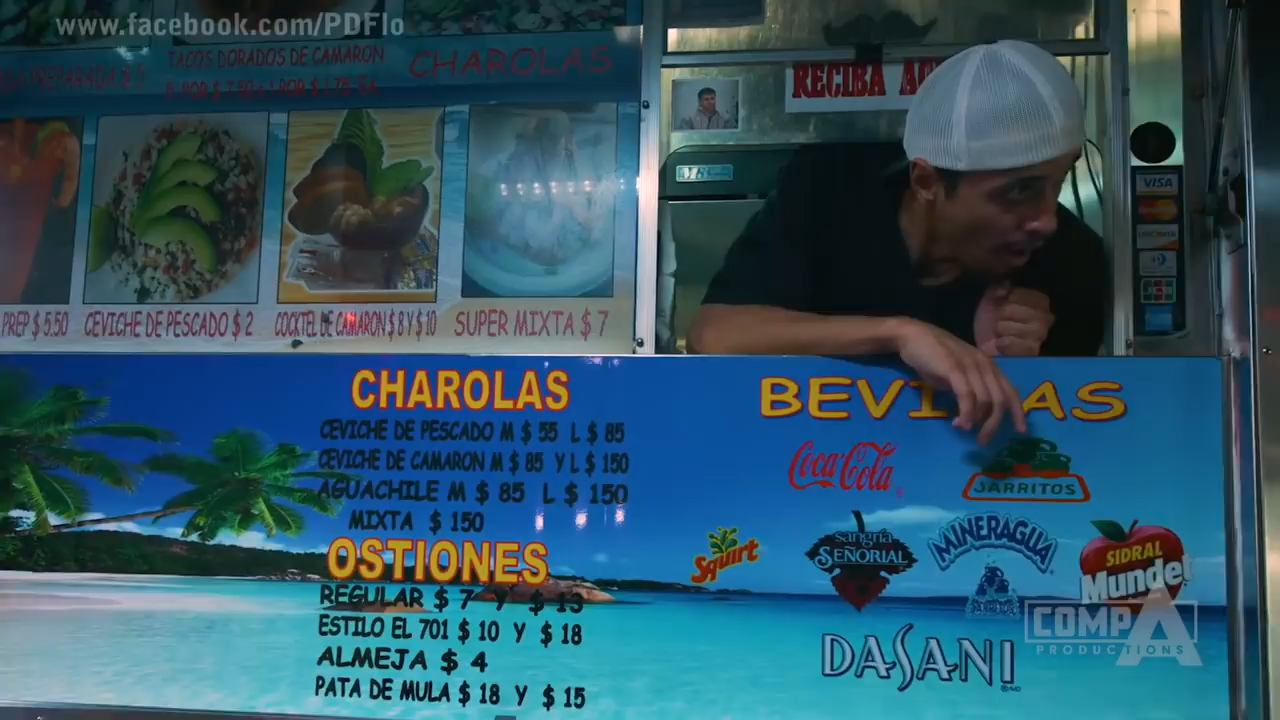 www.facebook.com/PDFlo
TACOS DORADOS DE CAMARON
CHAROLAS
PREPARADA $
RECIBA
VISA
PREP $ 5.50
CEVICHE DE PESCADO $ 2
COCKTEL DE CAMARON $ 8 Y $ 10
SUPER MIXTA $ 7
CHAROLAS
CEVICHE DE PESCADO M $ 55 L $ 85
CEVICHE DE CAMARON M $ 85 Y L $ 150
AGUACHILE M $ 85 L $ 150
MIXTA $ 150
OSTIONES
REGULAR $ 7 Y $ 13
ESTILO EL 701 $ 10 Y $ 18
ALMEJA $ 4
PATA DE MULA $ 18 Y $ 15
BEVI AS
Coca-Cola
JARRITOS
Squirt
sangría
SEÑORIAL
MINERAGUA
SIDRAL
Mundet
DASANI
COMPA
PRODUCTIONS